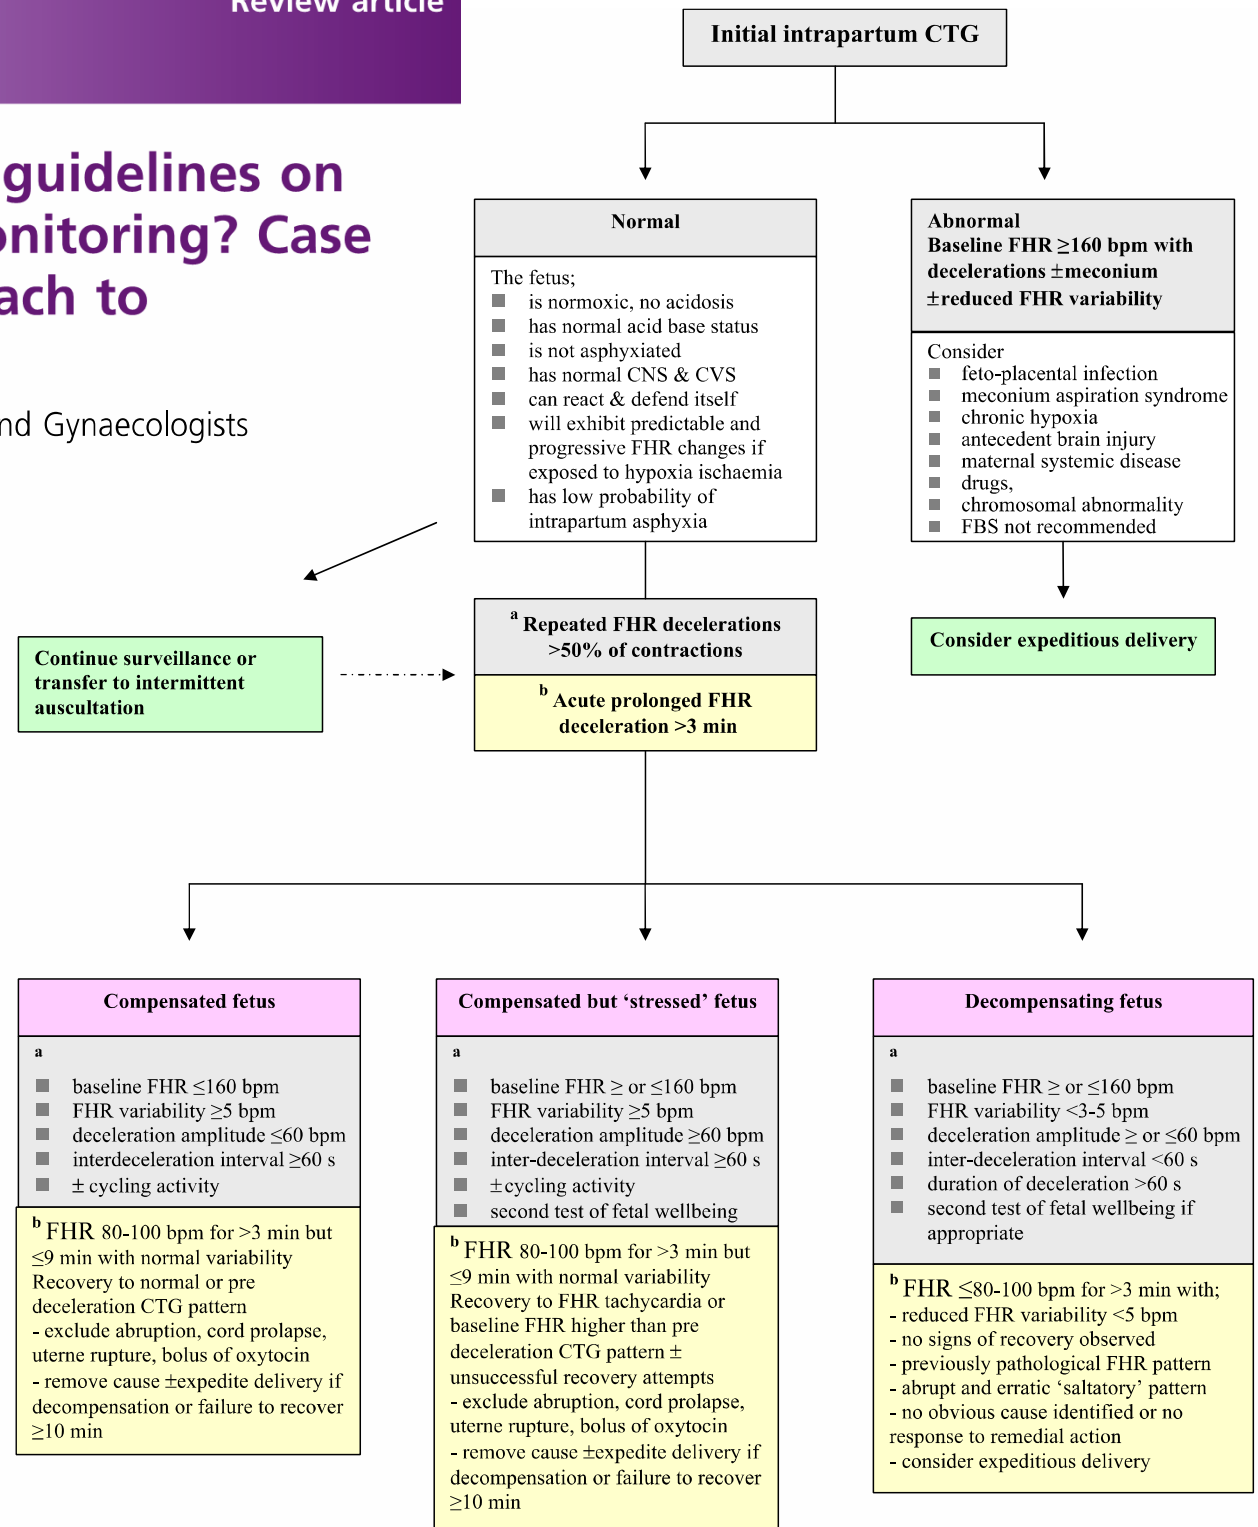 Review article
guidelines on
onitoring? Case
ach to
nd Gynaecologists
Initial intrapartum CTG
Normal
The fetus;
is normoxic, no acidosis
has normal acid base status
is not asphyxiated
has normal CNS & CVS
can react & defend itself
will exhibit predictable and
progressive FHR changes if
exposed to hypoxia ischaemia
has low probability of
intrapartum asphyxia
Abnormal
Baseline FHR ≥160 bpm with
decelerations ±meconium
±reduced FHR variability
Consider
feto-placental infection
meconium aspiration syndrome
chronic hypoxia
antecedent brain injury
maternal systemic disease
drugs,
chromosomal abnormality
FBS not recommended
Continue surveillance or
transfer to intermittent
auscultation
a Repeated FHR decelerations
>50% of contractions
b Acute prolonged FHR
deceleration >3 min
Consider expeditious delivery
Compensated fetus
a
baseline FHR ≤160 bpm
FHR variability ≥5 bpm
deceleration amplitude ≤60 bpm
interdeceleration interval ≥60 s
± cycling activity
b FHR 80-100 bpm for >3 min but
≤9 min with normal variability
Recovery to normal or pre
deceleration CTG pattern
- exclude abruption, cord prolapse,
uterne rupture, bolus of oxytocin
- remove cause ±expedite delivery if
decompensation or failure to recover
≥10 min
Compensated but ‘stressed’ fetus
a
baseline FHR ≥ or ≤160 bpm
FHR variability ≥5 bpm
deceleration amplitude ≥60 bpm
inter-deceleration interval ≥60 s
±cycling activity
second test of fetal wellbeing
b FHR 80-100 bpm for >3 min but
≤9 min with normal variability
Recovery to FHR tachycardia or
baseline FHR higher than pre
deceleration CTG pattern ±
unsuccessful recovery attempts
- exclude abruption, cord prolapse,
uterne rupture, bolus of oxytocin
- remove cause ±expedite delivery if
decompensation or failure to recover
≥10 min
Decompensating fetus
a
baseline FHR ≥ or ≤160 bpm
FHR variability <3-5 bpm
deceleration amplitude ≥ or ≤60 bpm
inter-deceleration interval <60 s
duration of deceleration >60 s
second test of fetal wellbeing if
appropriate
b FHR ≤80-100 bpm for >3 min with;
- reduced FHR variability <5 bpm
- no signs of recovery observed
- previously pathological FHR pattern
- abrupt and erratic ‘saltatory’ pattern
- no obvious cause identified or no
response to remedial action
- consider expeditious delivery